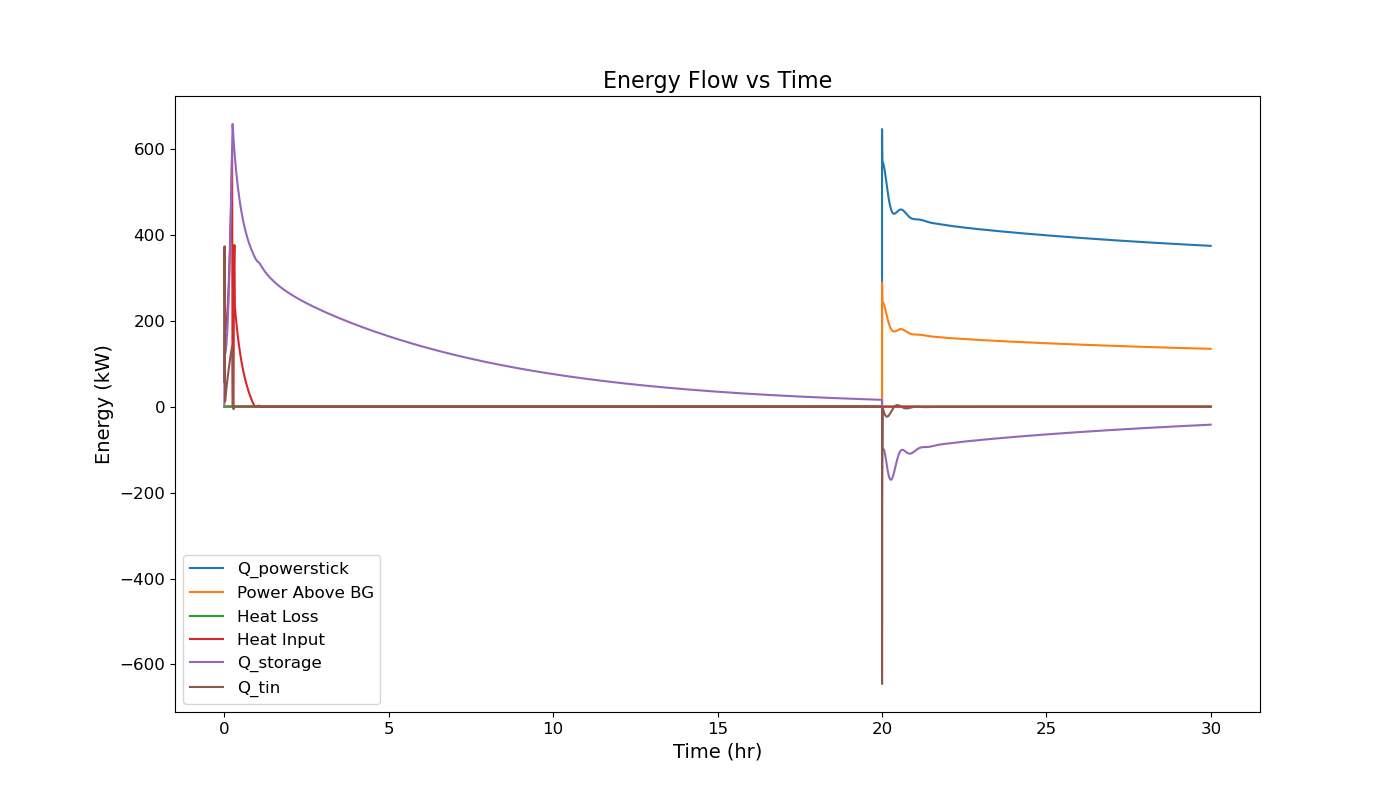 Energy Flow vs Time
Energy (kW)
600
400
200
0
−200
−400
−600
Q_powerstick
Power Above BG
Heat Loss
Heat Input
Q_storage
Q_tin
0 5 10 15 20 25 30
Time (hr)